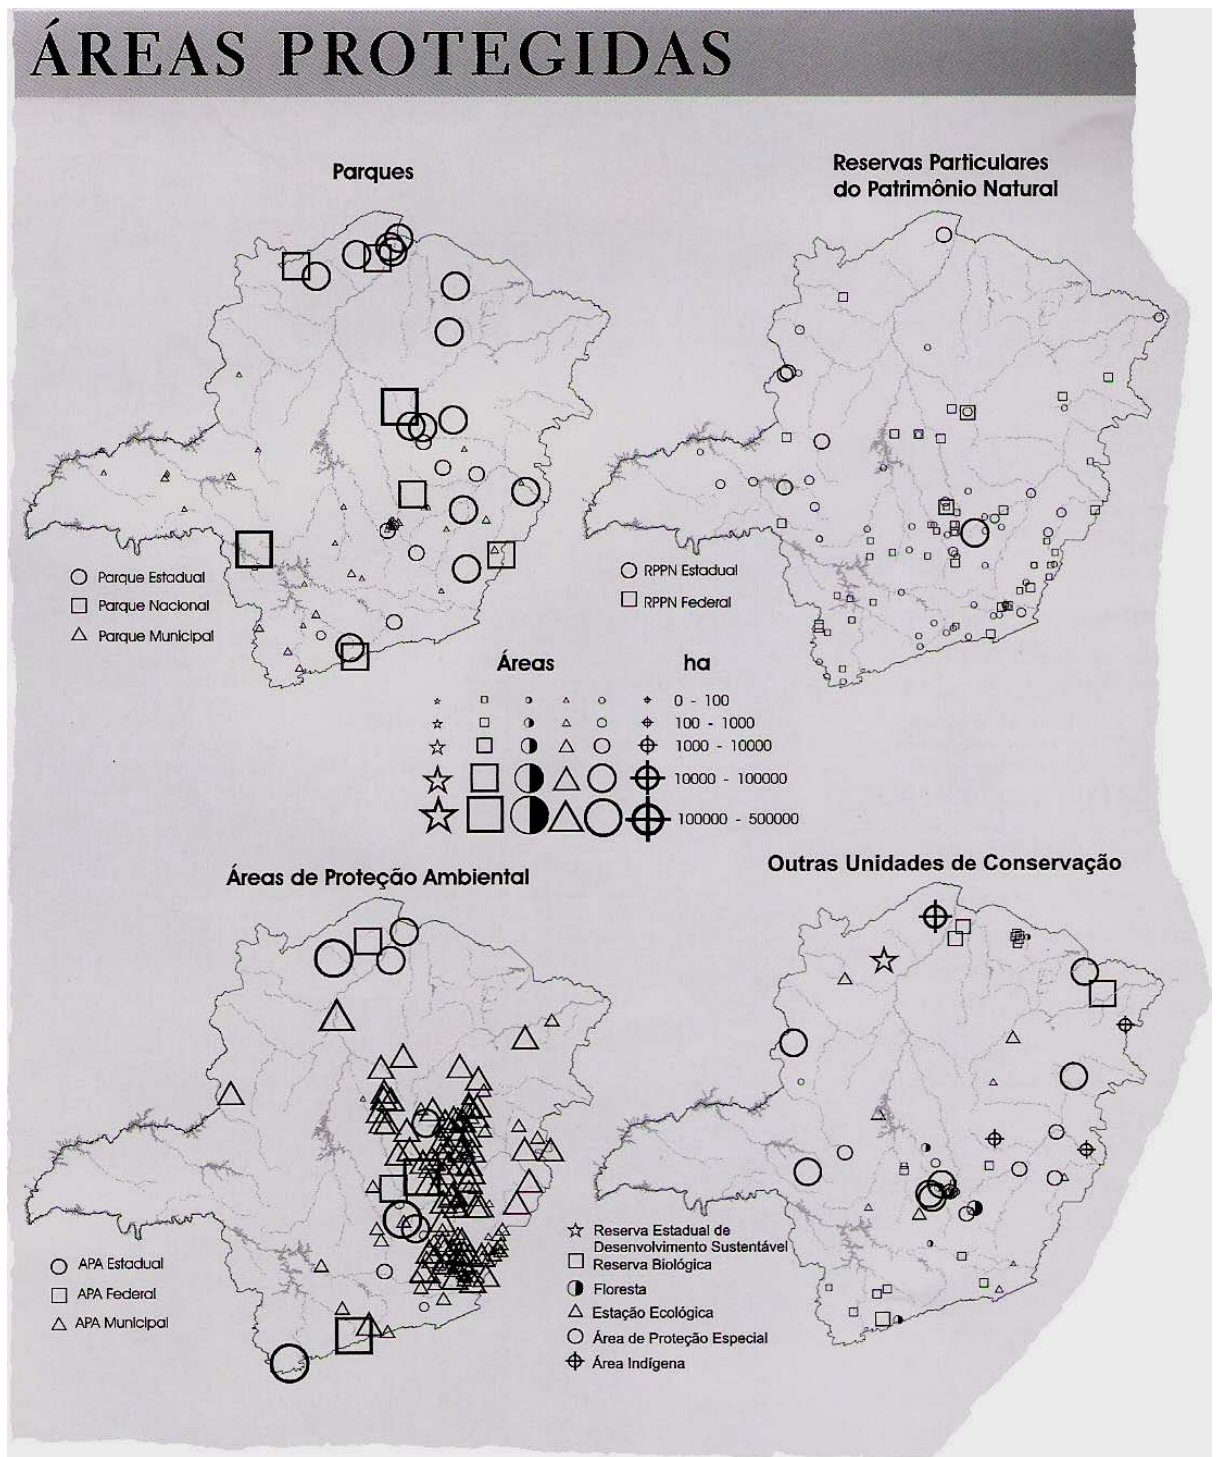 ÁREAS PROTEGIDAS
Parques
Parque Estadual
Parque Nacional
Parque Municipal
Reservas Particulares
do Patrimônio Natural
RPPN Estadual
RPPN Federal
Áreas ha
0 - 100
100 - 1000
1000 - 10000
10000 - 100000
100000 - 500000
Áreas de Proteção Ambiental
APA Estadual
APA Federal
APA Municipal
Outras Unidades de Conservação
Reserva Estadual de
Desenvolvimento Sustentável
Reserva Biológica
Floresta
Estação Ecológica
Área de Proteção Especial
Área Indígena